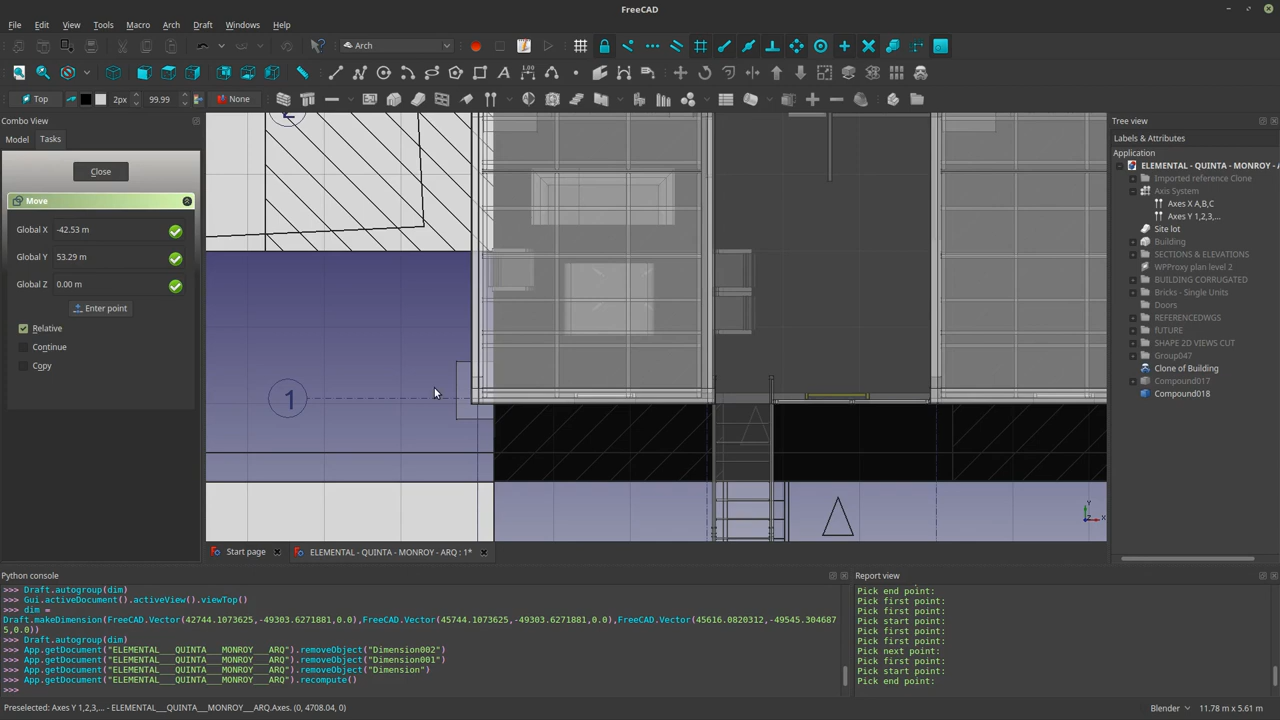 FreeCAD
File Edit View Tools Macro Arch Draft Windows Help
Arch
Top 2px 99.99 None
Combo View
Model Tasks
Close
Move
Global X -42.53 m
Global Y 53.29 m
Global Z 0.00 m
Enter point
Relative
Continue
Copy
2
1
Y
Z
X
Tree view
Labels & Attributes
Application
ELEMENTAL - QUINTA - MONROY - A
Imported reference Clone
Axis System
Axes X A,B,C
Axes Y 1,2,3,...
Site lot
Building
SECTIONS & ELEVATIONS
WPProxy plan level 2
BUILDING CORRUGATED
Bricks - Single Units
Doors
REFERENCEDWGS
fUTURE
SHAPE 2D VIEWS CUT
Group047
Clone of Building
Compound017
Compound018
Start page ELEMENTAL - QUINTA - MONROY - ARQ : 1*
Python console
>>> Draft.autogroup(dim)
>>> Gui.activeDocument().activeView().viewTop()
>>> dim =
Draft.makeDimension(FreeCAD.Vector(42744.1073625,-49303.6271881,0.0),FreeCAD.Vector(45744.1073625,-49303.6271881,0.0),FreeCAD.Vector(45616.0820312,-49545.304687
5,0.0))
>>> Draft.autogroup(dim)
>>> App.getDocument("ELEMENTAL___QUINTA___MONROY___ARQ").removeObject("Dimension002")
>>> App.getDocument("ELEMENTAL___QUINTA___MONROY___ARQ").removeObject("Dimension001")
>>> App.getDocument("ELEMENTAL___QUINTA___MONROY___ARQ").removeObject("Dimension")
>>> App.getDocument("ELEMENTAL___QUINTA___MONROY___ARQ").recompute()
>>>
Report view
Pick end point:
Pick first point:
Pick first point:
Pick start point:
Pick first point:
Pick first point:
Pick next point:
Pick first point:
Pick start point:
Pick end point:
Preselected: Axes Y 1,2,3,... - ELEMENTAL___QUINTA___MONROY___ARQ.Axes. (0, 4708.04, 0)
Blender 11.78 m x 5.61 m